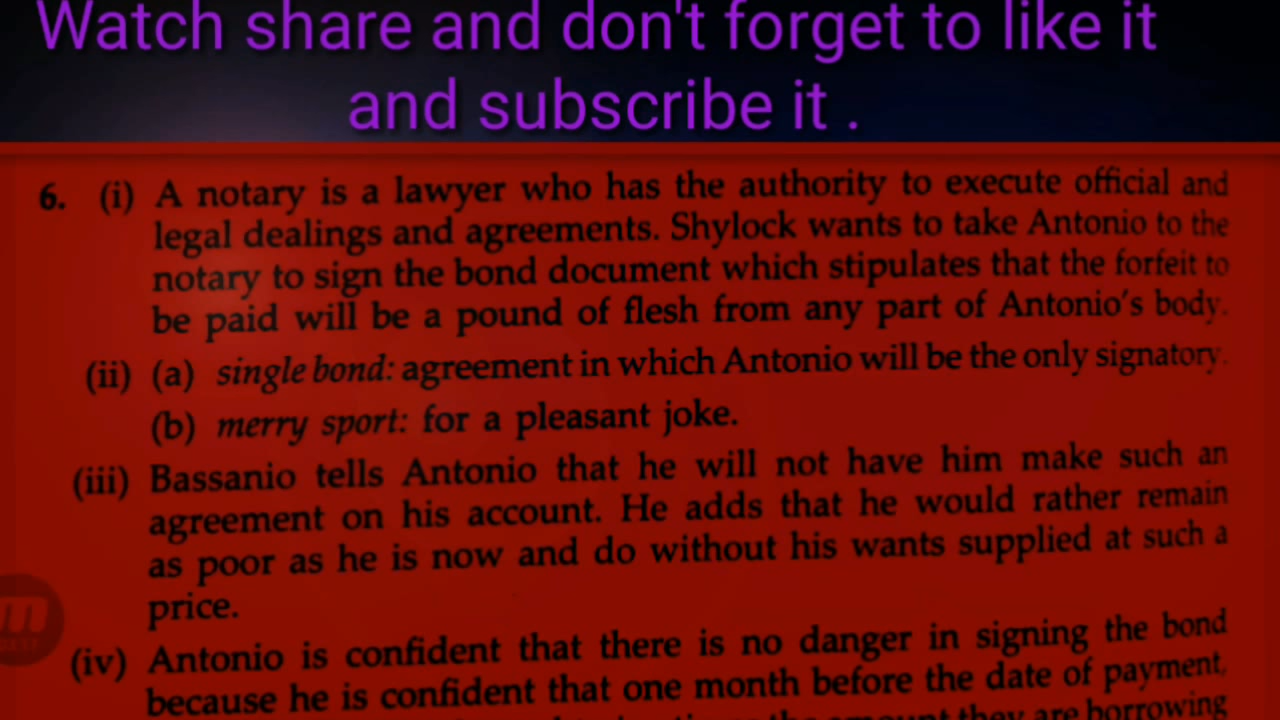 Watch share and don't forget to like it
and subscribe it .
6. (i) A notary is a lawyer who has the authority to execute official and
legal dealings and agreements. Shylock wants to take Antonio to the
notary to sign the bond document which stipulates that the forfeit to
be paid will be a pound of flesh from any part of Antonio's body.
(ii) (a) single bond: agreement in which Antonio will be the only signatory.
(b) merry sport: for a pleasant joke.
(iii) Bassanio tells Antonio that he will not have him make such an
agreement on his account. He adds that he would rather remain
as poor as he is now and do without his wants supplied at such a
price.
(iv) Antonio is confident that there is no danger in signing the bond
because he is confident that one month before the date of payment,
the amount they are borrowing